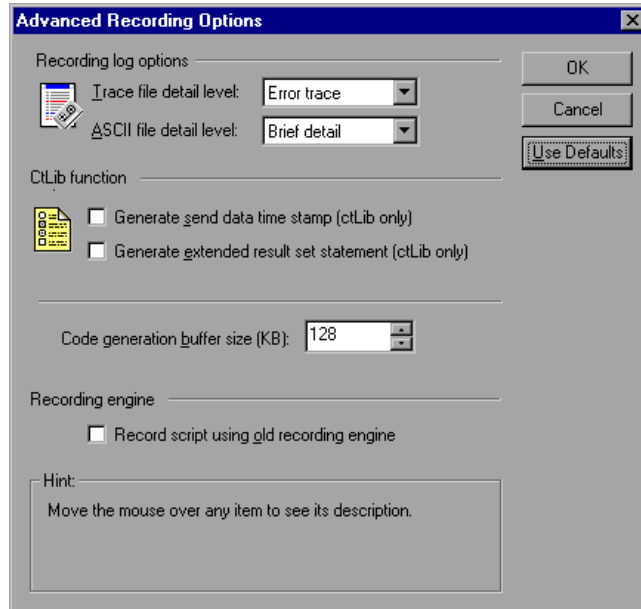 Advanced Recording Options
Recording log options
Trace file detail level: Error trace
ASCII file detail level: Brief detail
OK
Cancel
Use Defaults
CtLib function
Generate send data time stamp (ctLib only)
Generate extended result set statement (ctLib only)
Code generation buffer size (KB): 128
Recording engine
Record script using old recording engine
Hint:
Move the mouse over any item to see its description.